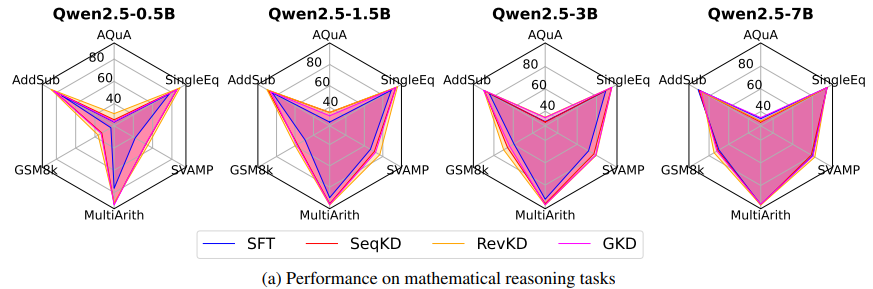 Qwen2.5-0.5B Qwen2.5-1.5B Qwen2.5-3B Qwen2.5-7B
AQuA AQuA AQuA AQuA
80 80 80 80
AddSub SingleEq AddSub SingleEq AddSub SingleEq AddSub SingleEq
60 60 60 60
40 40 40 40
GSM8k SVAMP GSM8k SVAMP GSM8k SVAMP GSM8k SVAMP
MultiArith MultiArith MultiArith MultiArith
SFT SeqKD RevKD GKD
(a) Performance on mathematical reasoning tasks